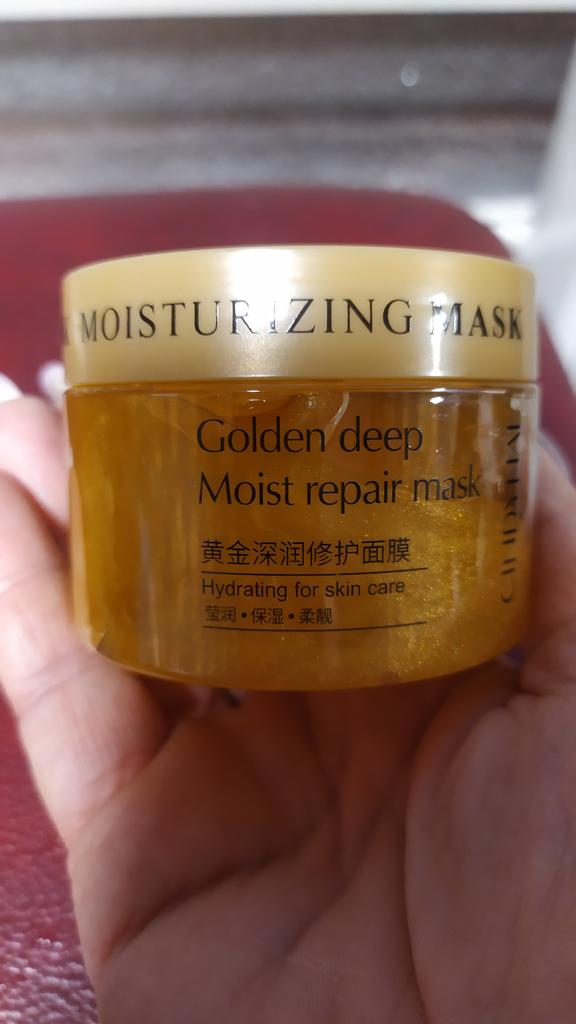 MOISTURIZING MASK
Golden deep
Moist repair mask
黄金深润修护面膜
Hydrating for skin care
莹润•保湿•柔靓